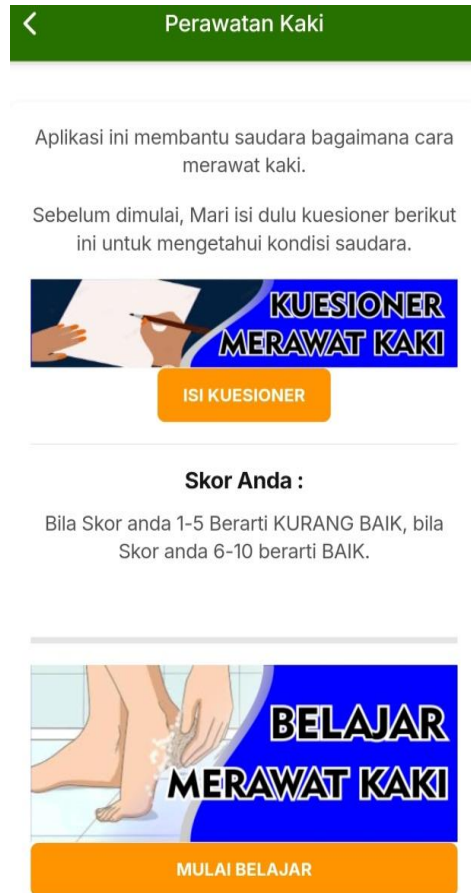 Perawatan Kaki
Aplikasi ini membantu saudara bagaimana cara
merawat kaki.
Sebelum dimulai, Mari isi dulu kuesioner berikut
ini untuk mengetahui kondisi saudara.
KUESIONER
MERAWAT KAKI
ISI KUESIONER
Skor Anda :
Bila Skor anda 1-5 Berarti KURANG BAIK, bila
Skor anda 6-10 berarti BAIK.
BELAJAR
MERAWAT KAKI
MULAI BELAJAR